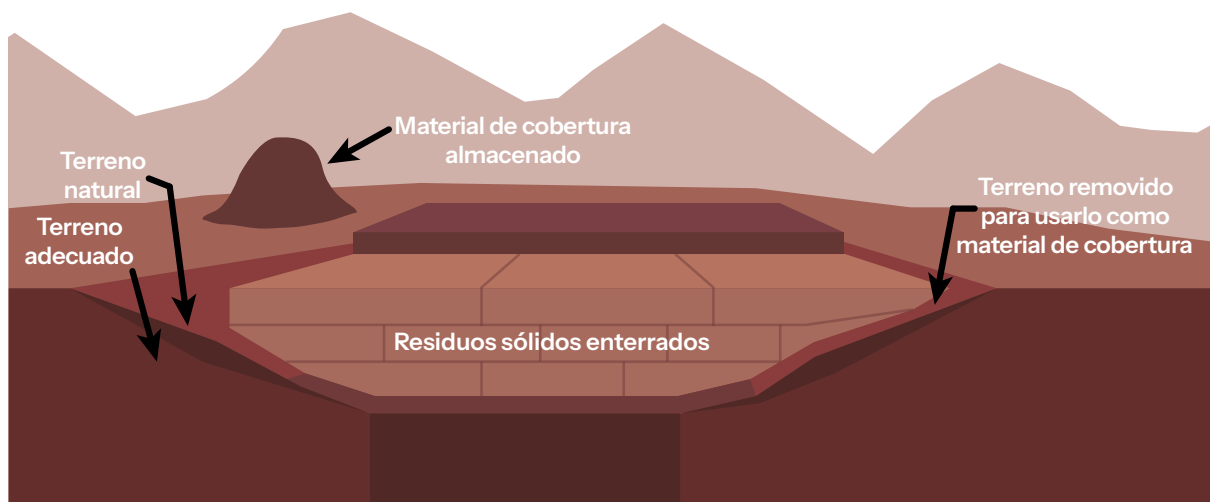 Material de cobertura
almacenado
Terreno
natural
Terreno
adecuado
Terreno removido
para usarlo como
material de cobertura
Residuos sólidos enterrados